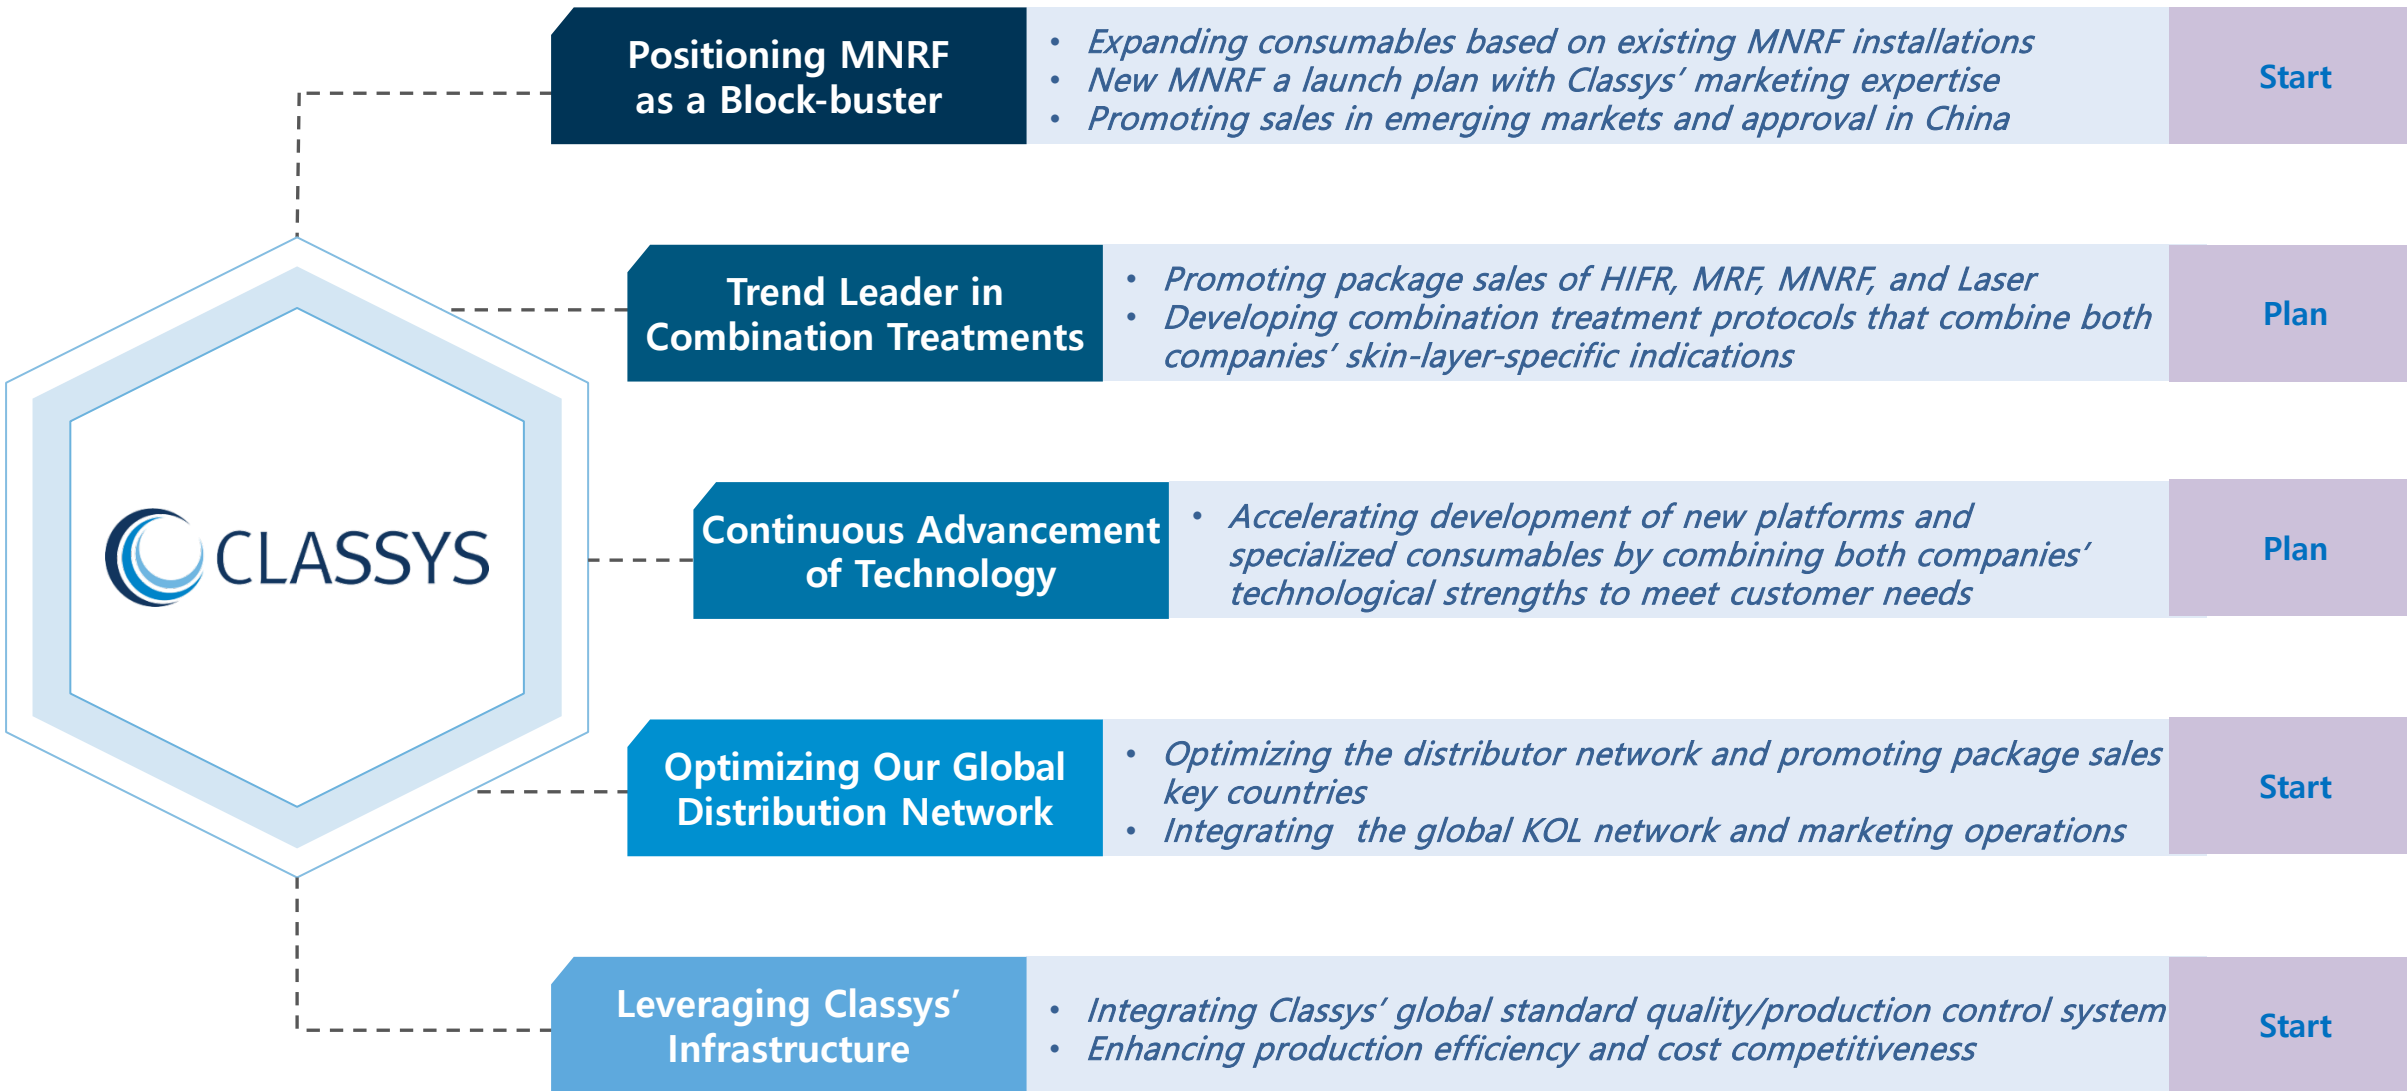 Positioning MNRF
as a Block-buster
• Expanding consumables based on existing MNRF installations
• New MNRF a launch plan with Classys’ marketing expertise
• Promoting sales in emerging markets and approval in China
Start
Trend Leader in
Combination Treatments
• Promoting package sales of HIFR, MRF, MNRF, and Laser
• Developing combination treatment protocols that combine both
companies’ skin-layer-specific indications
Plan
CLASSYS
Continuous Advancement
of Technology
• Accelerating development of new platforms and
specialized consumables by combining both companies’
technological strengths to meet customer needs
Plan
Optimizing Our Global
Distribution Network
• Optimizing the distributor network and promoting package sales
key countries
• Integrating  the global KOL network and marketing operations
Start
Leveraging Classys’
Infrastructure
• Integrating Classys’ global standard quality/production control system
• Enhancing production efficiency and cost competitiveness
Start